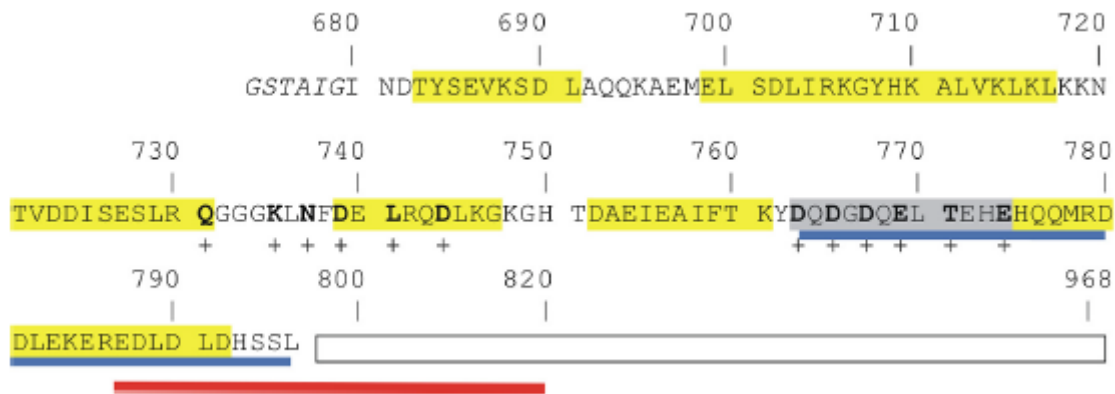 680 690 700 710 720
GSTAIGI NDTYSEVKSD LAQQKAEMEL SDLIRKGYHK ALVKLKLKKN
730 740 750 760 770 780
TVDDISESLR QGGGKLNFDE LRQDLKGKGH TDAEIEAIFT KYDQDGDQEL TEHEHQQMRD
+ + + + + + + + + + + +
790 800 820 968
DLEKEREDLD LDHSSL